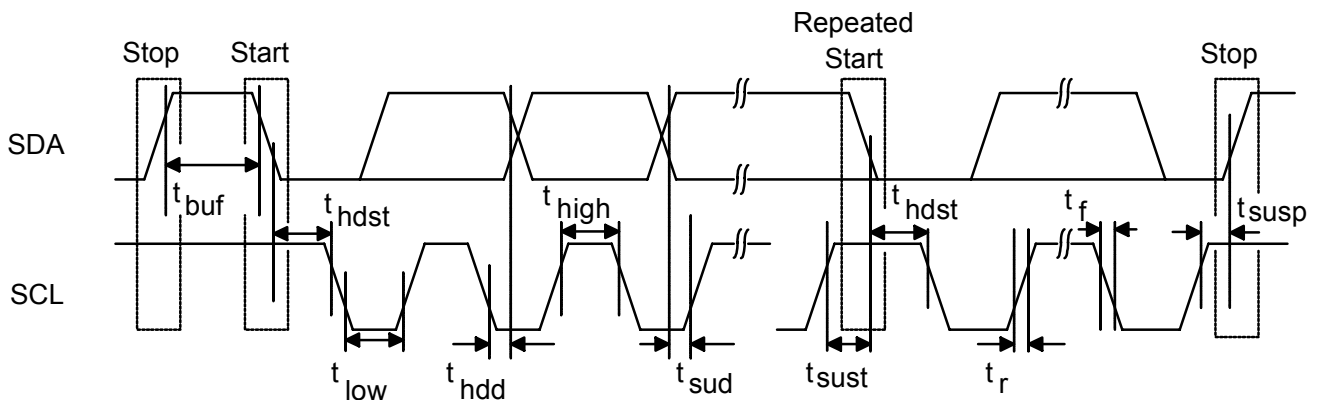 Repeated
Stop Start Start Stop
SDA
t buf t hdst t high t hdst t f t susp
SCL
t low t hdd t sud t sust t r